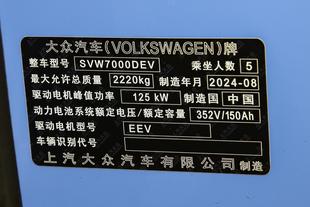 大众汽车(VOLKSWAGEN)牌
整车型号 SVW7000DEV 乘坐人数 5
最大允许总质量 2220kg 制造年月 2024-08
驱动电机峰值功率 125 kW 制造国 中国
动力电池系统额定电压/额定容量 352V/150Ah
驱动电机型号 EEV
车辆识别代号
上汽大众汽车有限公司 制造